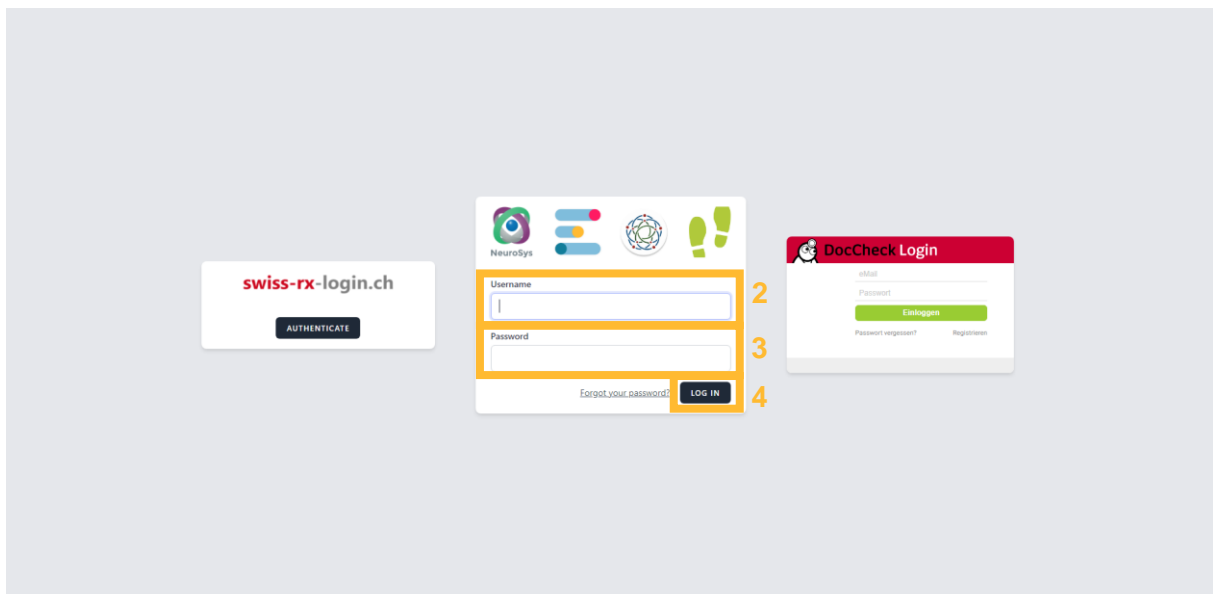 swiss-rx-login.ch
AUTHENTICATE
NeuroSys
Username
2
Password
3
Forgot your password?
LOG IN
4
DocCheck Login
eMail
Passwort
Einloggen
Passwort vergessen?
Registrieren